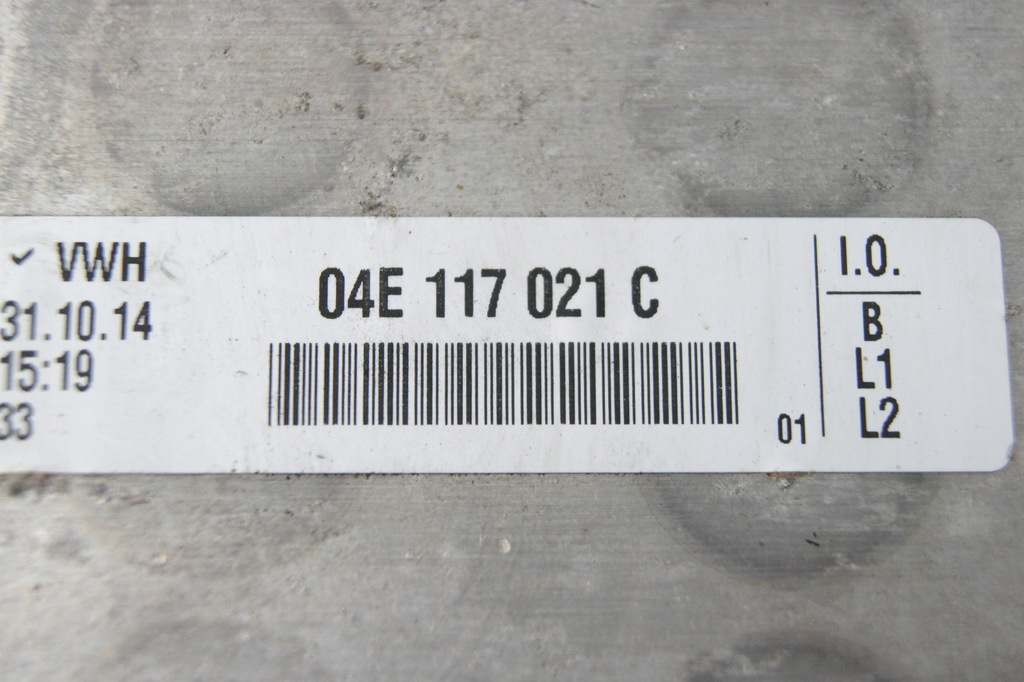 VWH
31.10.14
15:19
33
04E 117 021 C
01
I.O.
B
L1
L2